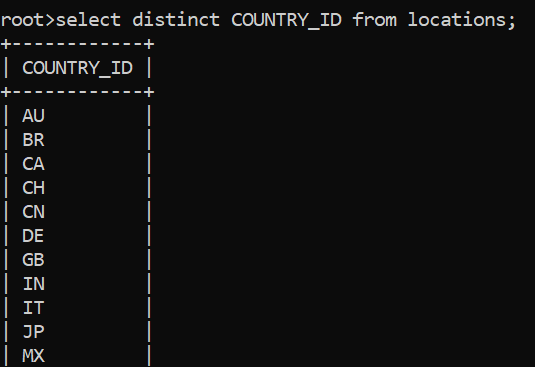 root>select distinct COUNTRY_ID from locations;
+------------+
| COUNTRY_ID |
+------------+
| AU         |
| BR         |
| CA         |
| CH         |
| CN         |
| DE         |
| GB         |
| IN         |
| IT         |
| JP         |
| MX         |